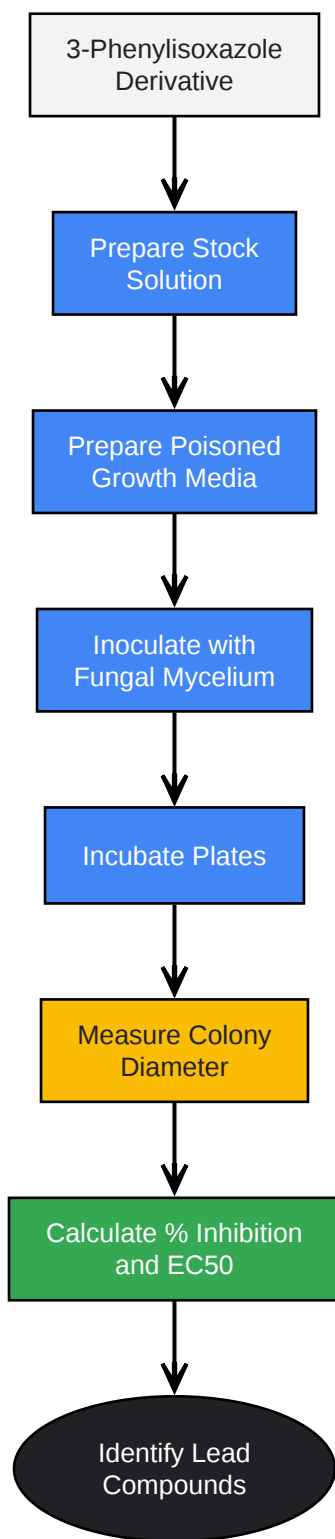 3-Phenylisoxazole
Derivative
Prepare Stock
Solution
Prepare Poisoned
Growth Media
Inoculate with
Fungal Mycelium
Incubate Plates
Measure Colony
Diameter
Calculate % Inhibition
and EC50
Identify Lead
Compounds